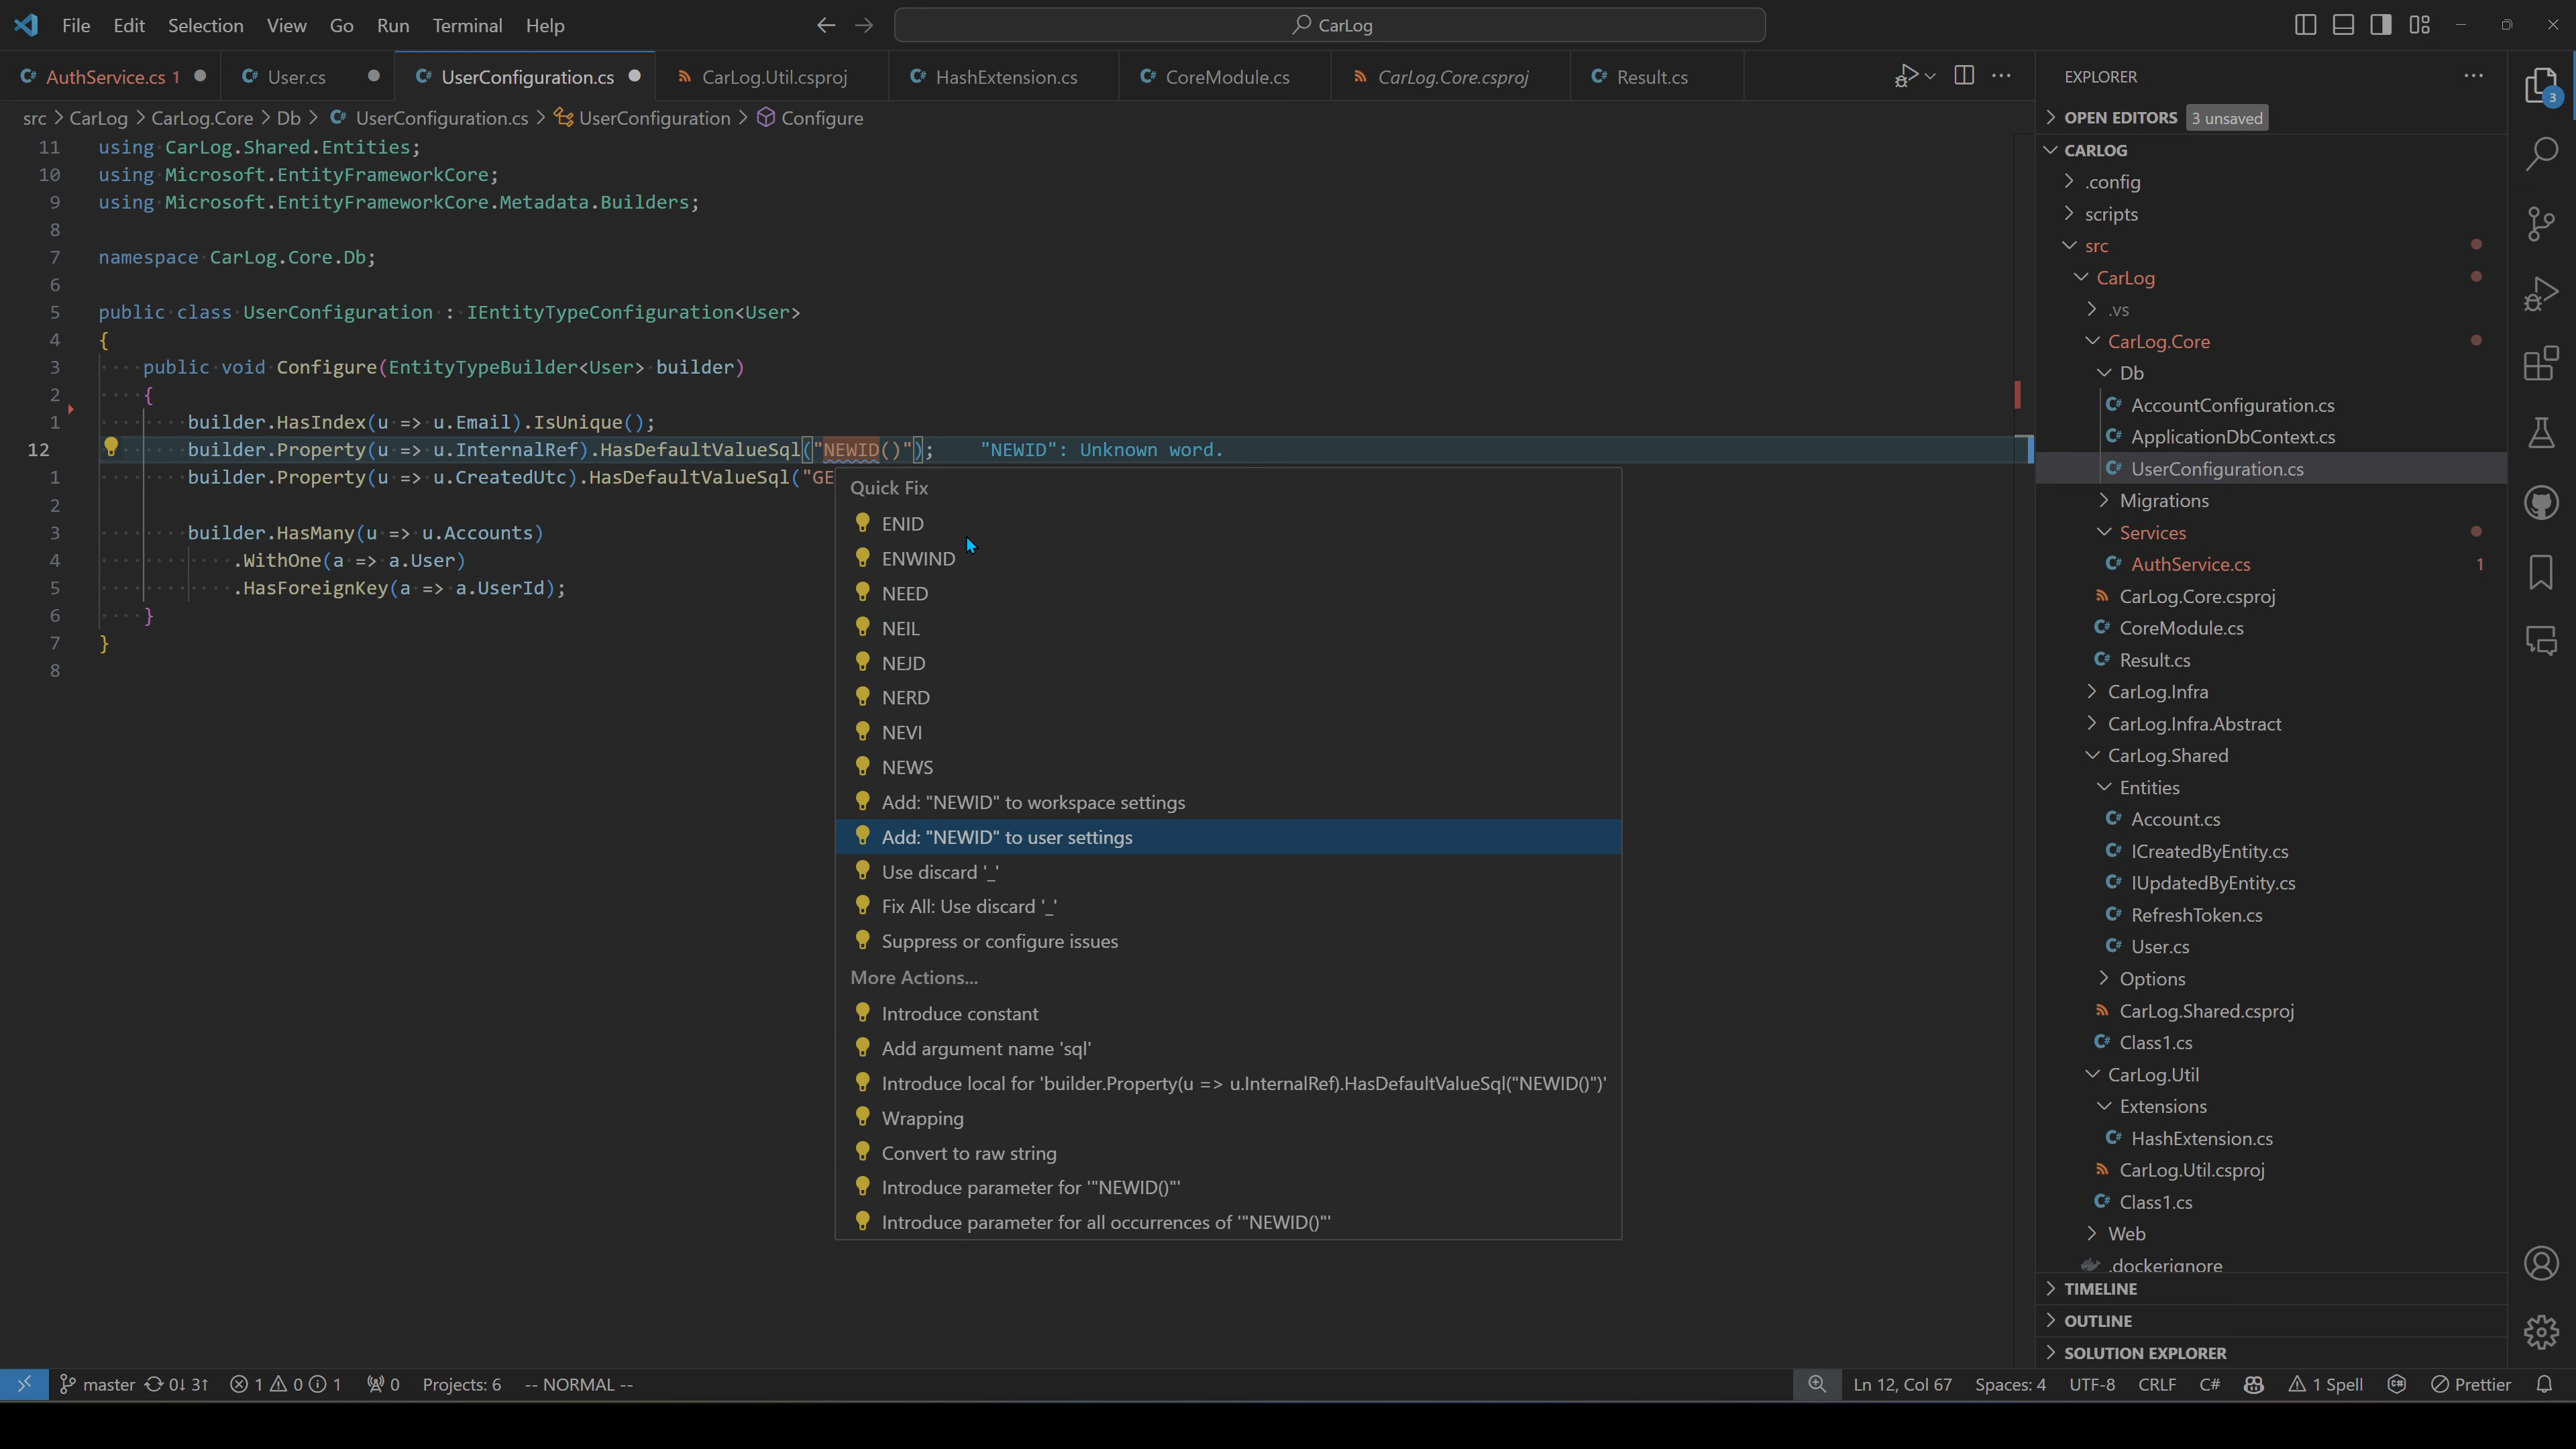 File Edit Selection View Go Run Terminal Help CarLog
AuthService.cs 1 User.cs UserConfiguration.cs CarLog.Util.csproj HashExtension.cs CoreModule.cs CarLog.Core.csproj Result.cs
src > CarLog > CarLog.Core > Db > UserConfiguration.cs > UserConfiguration > Configure
11 using CarLog.Shared.Entities;
10 using Microsoft.EntityFrameworkCore;
9 using Microsoft.EntityFrameworkCore.Metadata.Builders;
8
7 namespace CarLog.Core.Db;
6
5 public class UserConfiguration : IEntityTypeConfiguration<User>
4 {
3 public void Configure(EntityTypeBuilder<User> builder)
2 {
1 builder.HasIndex(u => u.Email).IsUnique();
12 builder.Property(u => u.InternalRef).HasDefaultValueSql("NEWID()"); "NEWID": Unknown word.
1 builder.Property(u => u.CreatedUtc).HasDefaultValueSql("GE
2
3 builder.HasMany(u => u.Accounts)
4 .WithOne(a => a.User)
5 .HasForeignKey(a => a.UserId);
6 }
7 }
8
Quick Fix
ENID
ENWIND
NEED
NEIL
NEJD
NERD
NEVI
NEWS
Add: "NEWID" to workspace settings
Add: "NEWID" to user settings
Use discard '_'
Fix All: Use discard '_'
Suppress or configure issues
More Actions...
Introduce constant
Add argument name 'sql'
Introduce local for 'builder.Property(u => u.InternalRef).HasDefaultValueSql("NEWID()")'
Wrapping
Convert to raw string
Introduce parameter for '"NEWID()"'
Introduce parameter for all occurrences of '"NEWID()"'
EXPLORER
OPEN EDITORS 3 unsaved
CARLOG
.config
scripts
src
CarLog
.vs
CarLog.Core
Db
AccountConfiguration.cs
ApplicationDbContext.cs
UserConfiguration.cs
Migrations
Services
AuthService.cs 1
CarLog.Core.csproj
CoreModule.cs
Result.cs
CarLog.Infra
CarLog.Infra.Abstract
CarLog.Shared
Entities
Account.cs
ICreatedByEntity.cs
IUpdatedByEntity.cs
RefreshToken.cs
User.cs
Options
CarLog.Shared.csproj
Class1.cs
CarLog.Util
Extensions
HashExtension.cs
CarLog.Util.csproj
Class1.cs
Web
.dockerignore
TIMELINE
OUTLINE
SOLUTION EXPLORER
3
master 0↓ 3↑ 1 0 1 0 Projects: 6 -- NORMAL -- Ln 12, Col 67 Spaces: 4 UTF-8 CRLF C# 1 Spell Prettier